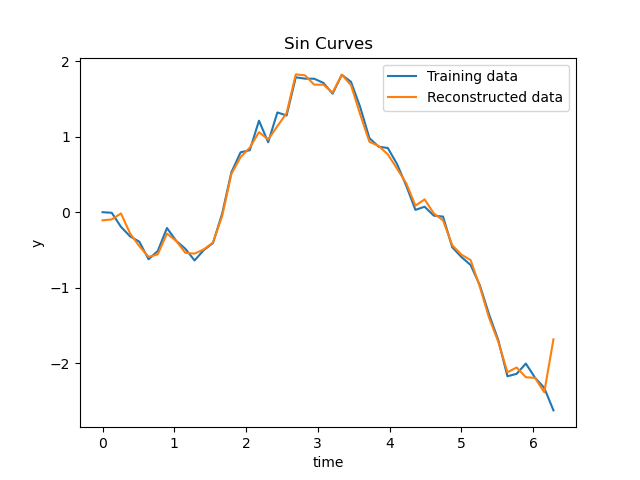 Sin Curves
Training data
Reconstructed data
y
2
1
0
−1
−2
0 1 2 3 4 5 6
time